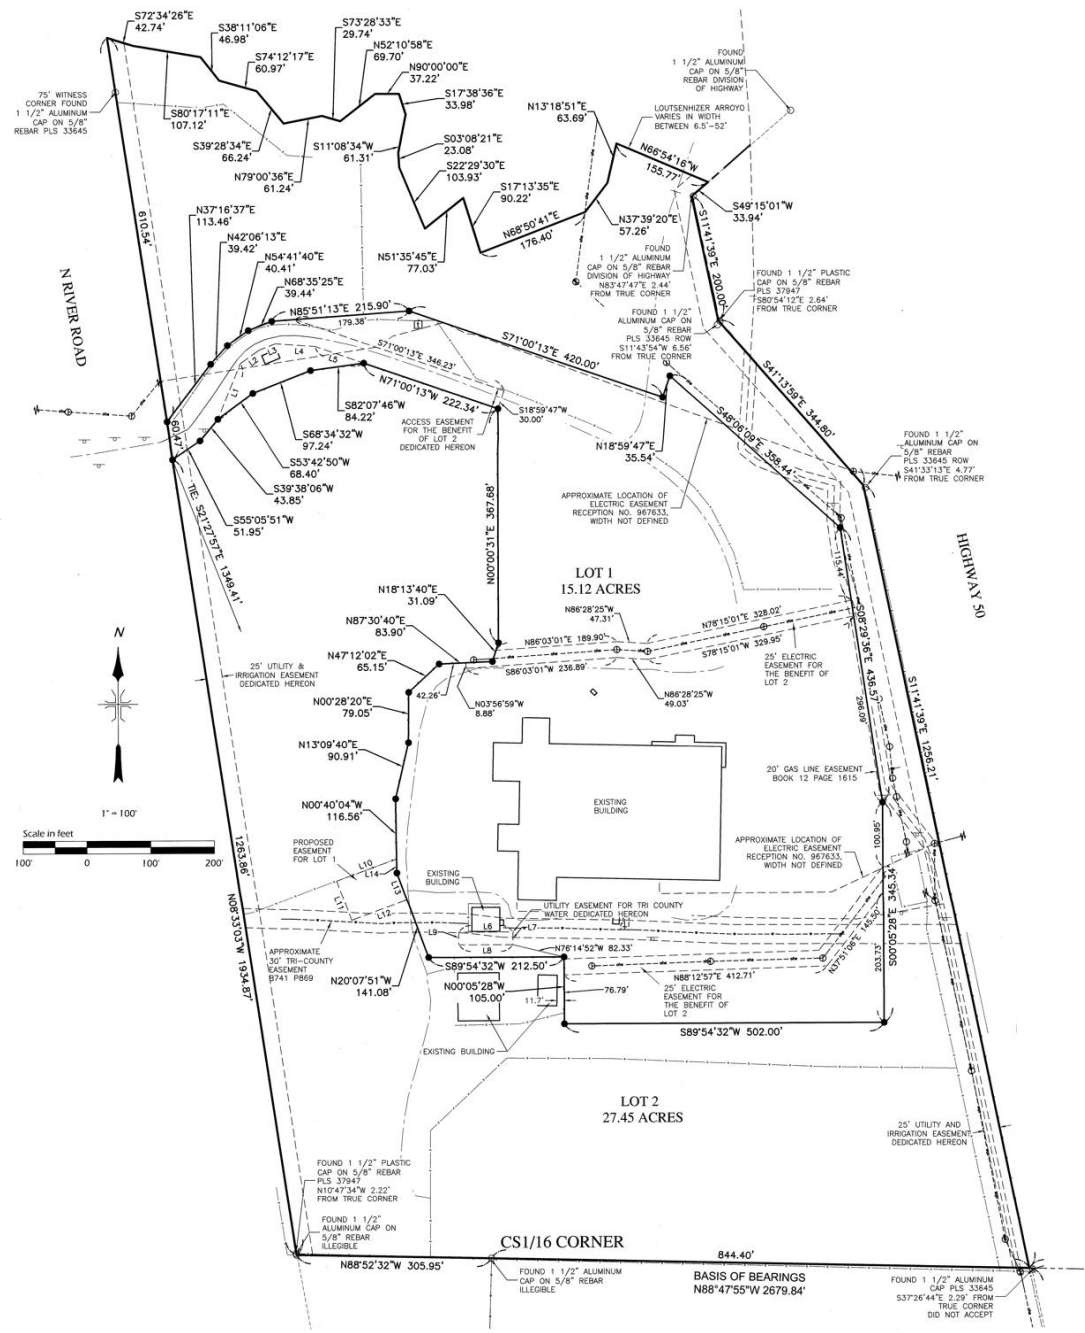 S72°34'26"E
42.74'
S38°11'06"E
46.98'
S74°12'17"E
60.97'
S73°28'33"E
29.74'
N52°10'58"E
69.70'
N90°00'00"E
37.22'
S17°38'36"E
33.98'
75' WITNESS
CORNER FOUND
1 1/2" ALUMINUM
CAP ON 5/8"
REBAR PLS 33645
S80°17'11"E
107.12'
S39°28'34"E
66.24'
N79°00'36"E
61.24'
S11°08'34"W
61.31'
S03°08'21"E
23.08'
S22°29'30"E
103.93'
S17°13'35"E
90.22'
N51°35'45"E
77.03'
N68°50'41"E
176.40'
N13°18'51"E
63.69'
N37°39'20"E
57.26'
FOUND
1 1/2" ALUMINUM
CAP ON 5/8"
REBAR DIVISION
OF HIGHWAY
LOUTSENHIZER ARROYO
VARIES IN WIDTH
BETWEEN 6.5'-52'
N66°54'16"W
155.77'
S49°15'01"W
33.94'
S11°41'39"E 200.00'
FOUND
1 1/2" ALUMINUM
CAP ON 5/8" REBAR
DIVISION OF HIGHWAY
N83°47'47"E 2.44'
FROM TRUE CORNER
FOUND 1 1/2" PLASTIC
CAP ON 5/8" REBAR
PLS 37947
S80°54'12"E 2.64'
FROM TRUE CORNER
FOUND 1 1/2"
ALUMINUM CAP ON
5/8" REBAR
PLS 33645 ROW
S11°43'54"W 6.56'
FROM TRUE CORNER
610.54'
N RIVER ROAD
N37°16'37"E
113.46'
N42°06'13"E
39.42'
N54°41'40"E
40.41'
N68°35'25"E
39.44'
N85°51'13"E 215.90'
179.38'
S71°00'13"E 346.23'
S71°00'13"E 420.00'
L1
L2
L3
L4
L5
N71°00'13"W 222.34'
S82°07'46"W
84.22'
S68°34'32"W
97.24'
S53°42'50"W
68.40'
S39°38'06"W
43.85'
S55°05'51"W
51.95'
60.47'
TIE: S21°27'57"E 1349.41'
ACCESS EASEMENT
FOR THE BENEFIT
OF LOT 2
DEDICATED HEREON
S18°59'47"W
30.00'
N18°59'47"E
35.54'
S48°06'09"E 358.44'
S41°13'59"E 344.80'
FOUND 1 1/2"
ALUMINUM CAP ON
5/8" REBAR
PLS 33645 ROW
S41°33'13"E 4.77'
FROM TRUE CORNER
APPROXIMATE LOCATION OF
ELECTRIC EASEMENT
RECEPTION NO. 967633,
WIDTH NOT DEFINED
N00°00'31"E 367.68'
115.44'
HIGHWAY 50
LOT 1
15.12 ACRES
N18°13'40"E
31.09'
N87°30'40"E
83.90'
N47°12'02"E
65.15'
N00°28'20"E
79.05'
N13°09'40"E
90.91'
N00°40'04"W
116.56'
42.26'
N03°56'59"W
8.88'
N86°28'25"W
47.31'
N86°03'01"E 189.90'
S86°03'01"W 236.89'
N78°15'01"E 328.02'
S78°15'01"W 329.95'
N86°28'25"W
49.03'
25' ELECTRIC
EASEMENT FOR
THE BENEFIT OF
LOT 2
S08°29'36"E 436.57'
296.09'
S11°41'39"E 1256.21'
N
25' UTILITY &
IRRIGATION EASEMENT
DEDICATED HEREON
20' GAS LINE EASEMENT
BOOK 12 PAGE 1615
EXISTING
BUILDING
1" = 100'
Scale in feet
100' 0 100' 200'
PROPOSED
EASEMENT
FOR LOT 1
1263.86'
N08°33'03"W 1934.87'
L10
L14
L11
L12
L13
EXISTING
BUILDING
APPROXIMATE LOCATION OF
ELECTRIC EASEMENT
RECEPTION NO. 967633,
WIDTH NOT DEFINED
100.95'
UTILITY EASEMENT FOR TRI COUNTY
WATER DEDICATED HEREON
L6
L7
L8
L9
APPROXIMATE
30' TRI-COUNTY
EASEMENT
B741 P869
N20°07'51"W
141.08'
S89°54'32"W 212.50'
N76°14'52"W 82.33'
N00°05'28"W
105.00'
76.79'
11.7'
N88°12'57"E 412.71'
N37°51'06"E 145.50'
203.73'
S00°05'28"E 345.34'
25' ELECTRIC
EASEMENT FOR
THE BENEFIT OF
LOT 2
S89°54'32"W 502.00'
EXISTING BUILDING
LOT 2
27.45 ACRES
25' UTILITY AND
IRRIGATION EASEMENT
DEDICATED HEREON
FOUND 1 1/2" PLASTIC
CAP ON 5/8" REBAR
PLS 37947
N10°47'34"W 2.22'
FROM TRUE CORNER
FOUND 1 1/2"
ALUMINUM CAP ON
5/8" REBAR
ILLEGIBLE
CS1/16 CORNER
N88°52'32"W 305.95'
844.40'
FOUND 1 1/2" ALUMINUM
CAP ON 5/8" REBAR
ILLEGIBLE
BASIS OF BEARINGS
N88°47'55"W 2679.84'
FOUND 1 1/2" ALUMINUM
CAP PLS 33645
S37°26'44"E 2.29' FROM
TRUE CORNER
DID NOT ACCEPT